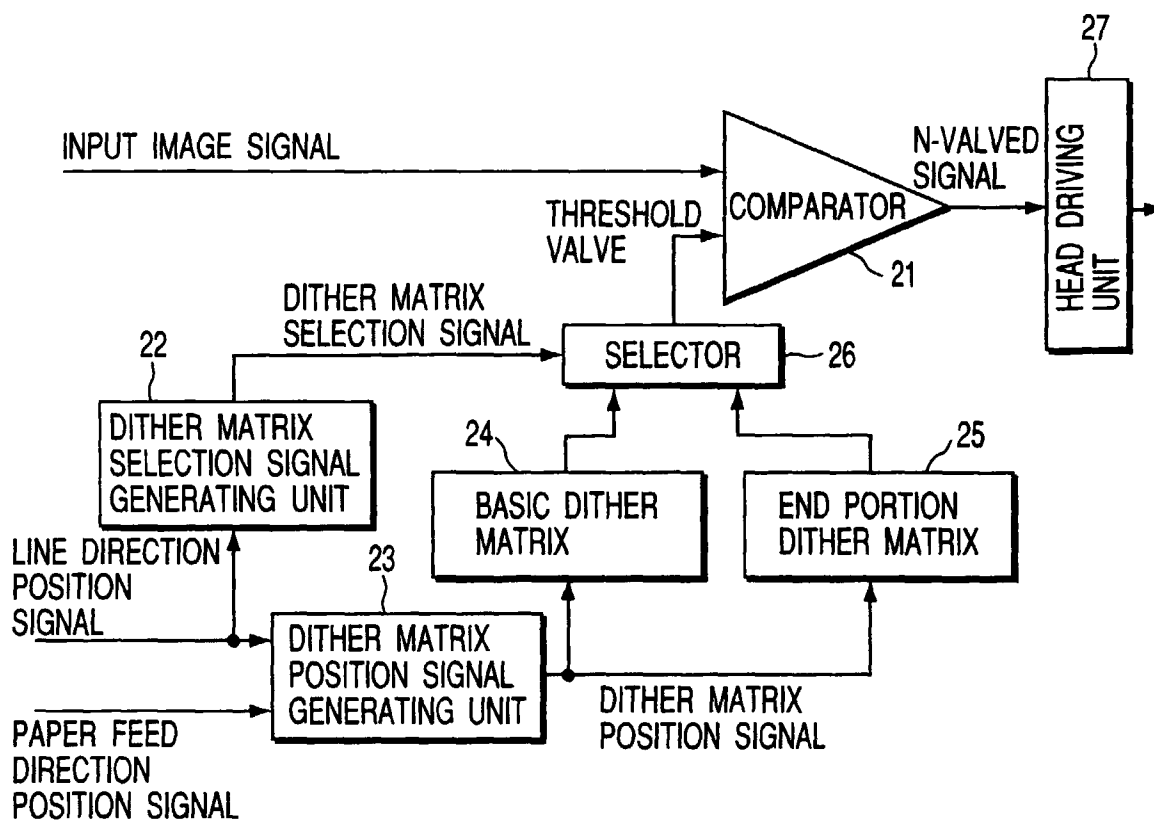 27
INPUT IMAGE SIGNAL
N-VALVED
SIGNAL
HEAD DRIVING
UNIT
COMPARATOR
THRESHOLD
VALVE
21
DITHER MATRIX
SELECTION SIGNAL
SELECTOR
26
22
DITHER MATRIX
SELECTION SIGNAL
GENERATING UNIT
24
BASIC DITHER
MATRIX
25
END PORTION
DITHER MATRIX
LINE DIRECTION
POSITION
SIGNAL
23
DITHER MATRIX
POSITION SIGNAL
GENERATING UNIT
DITHER MATRIX
POSITION SIGNAL
PAPER FEED
DIRECTION
POSITION SIGNAL